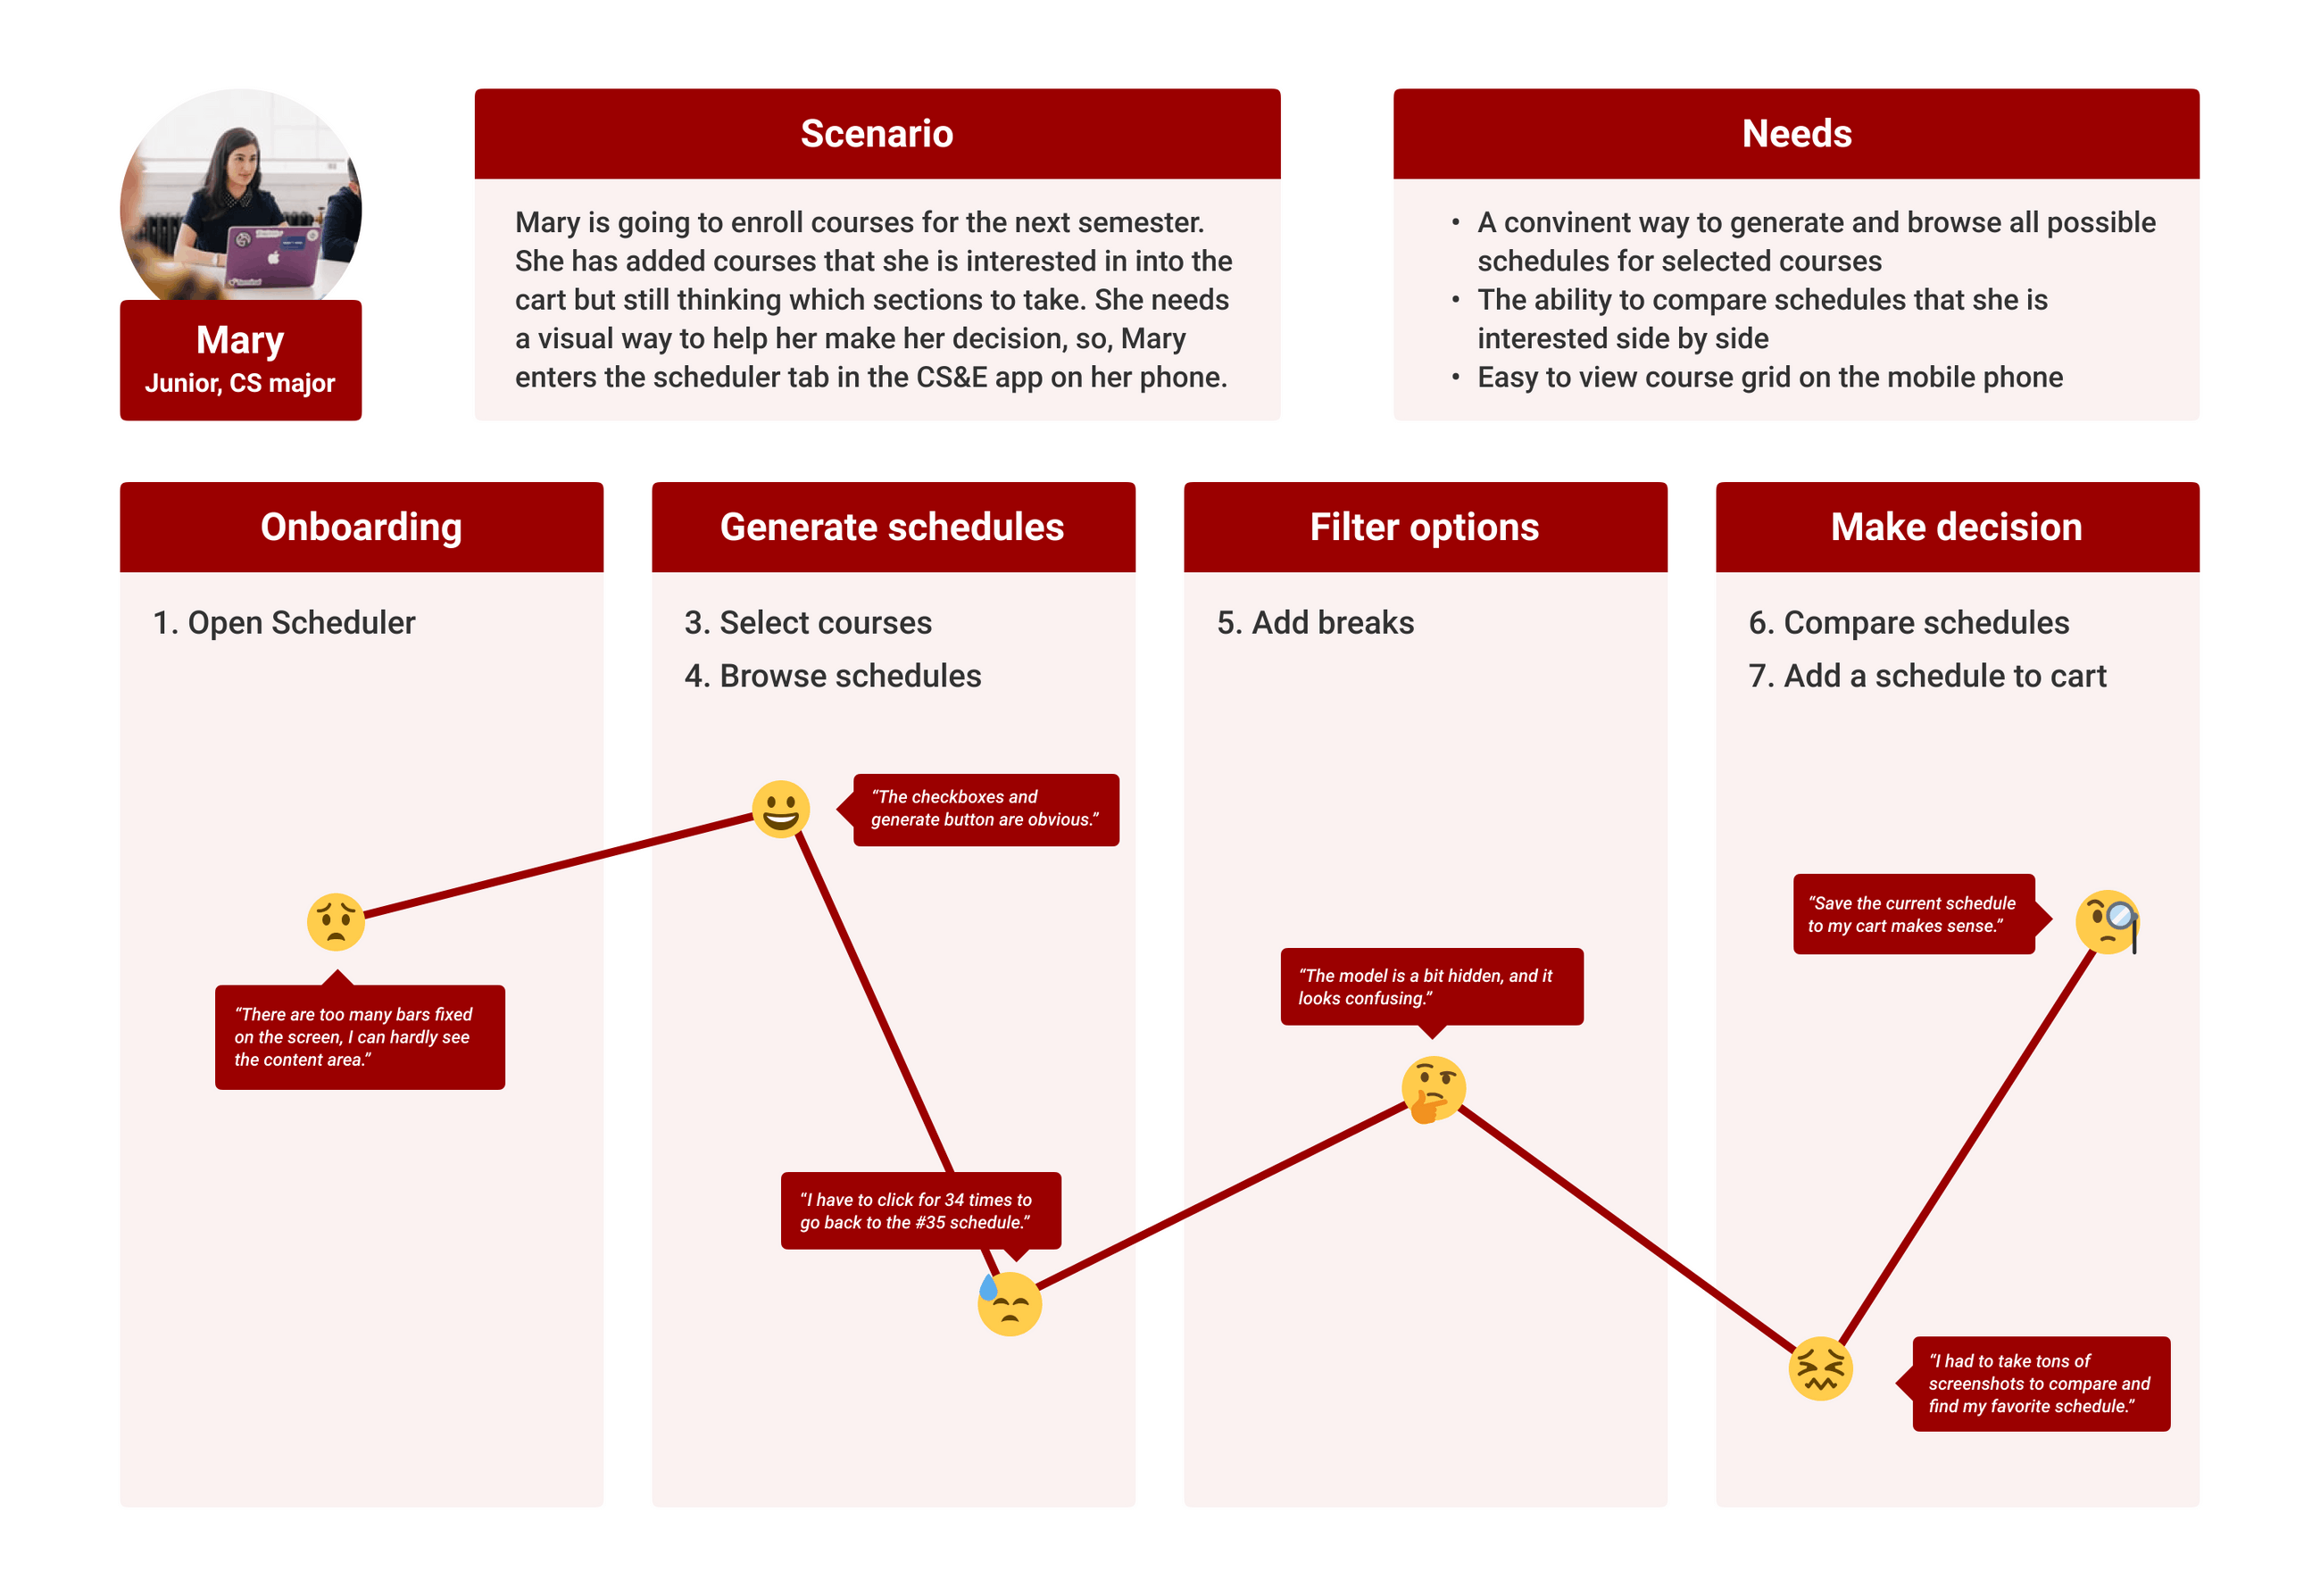 Mary
Junior, CS major
Scenario
Mary is going to enroll courses for the next semester.
She has added courses that she is interested in into the
cart but still thinking which sections to take. She needs
a visual way to help her make her decision, so, Mary
enters the scheduler tab in the CS&E app on her phone.
Needs
• A convinent way to generate and browse all possible
schedules for selected courses
• The ability to compare schedules that she is
interested side by side
• Easy to view course grid on the mobile phone
Onboarding
1. Open Scheduler
“There are too many bars fixed
on the screen, I can hardly see
the content area.”
Generate schedules
3. Select courses
4. Browse schedules
“The checkboxes and
generate button are obvious.”
“I have to click for 34 times to
go back to the #35 schedule.”
Filter options
5. Add breaks
“The model is a bit hidden, and it
looks confusing.”
Make decision
6. Compare schedules
7. Add a schedule to cart
“Save the current schedule
to my cart makes sense.”
“I had to take tons of
screenshots to compare and
find my favorite schedule.”